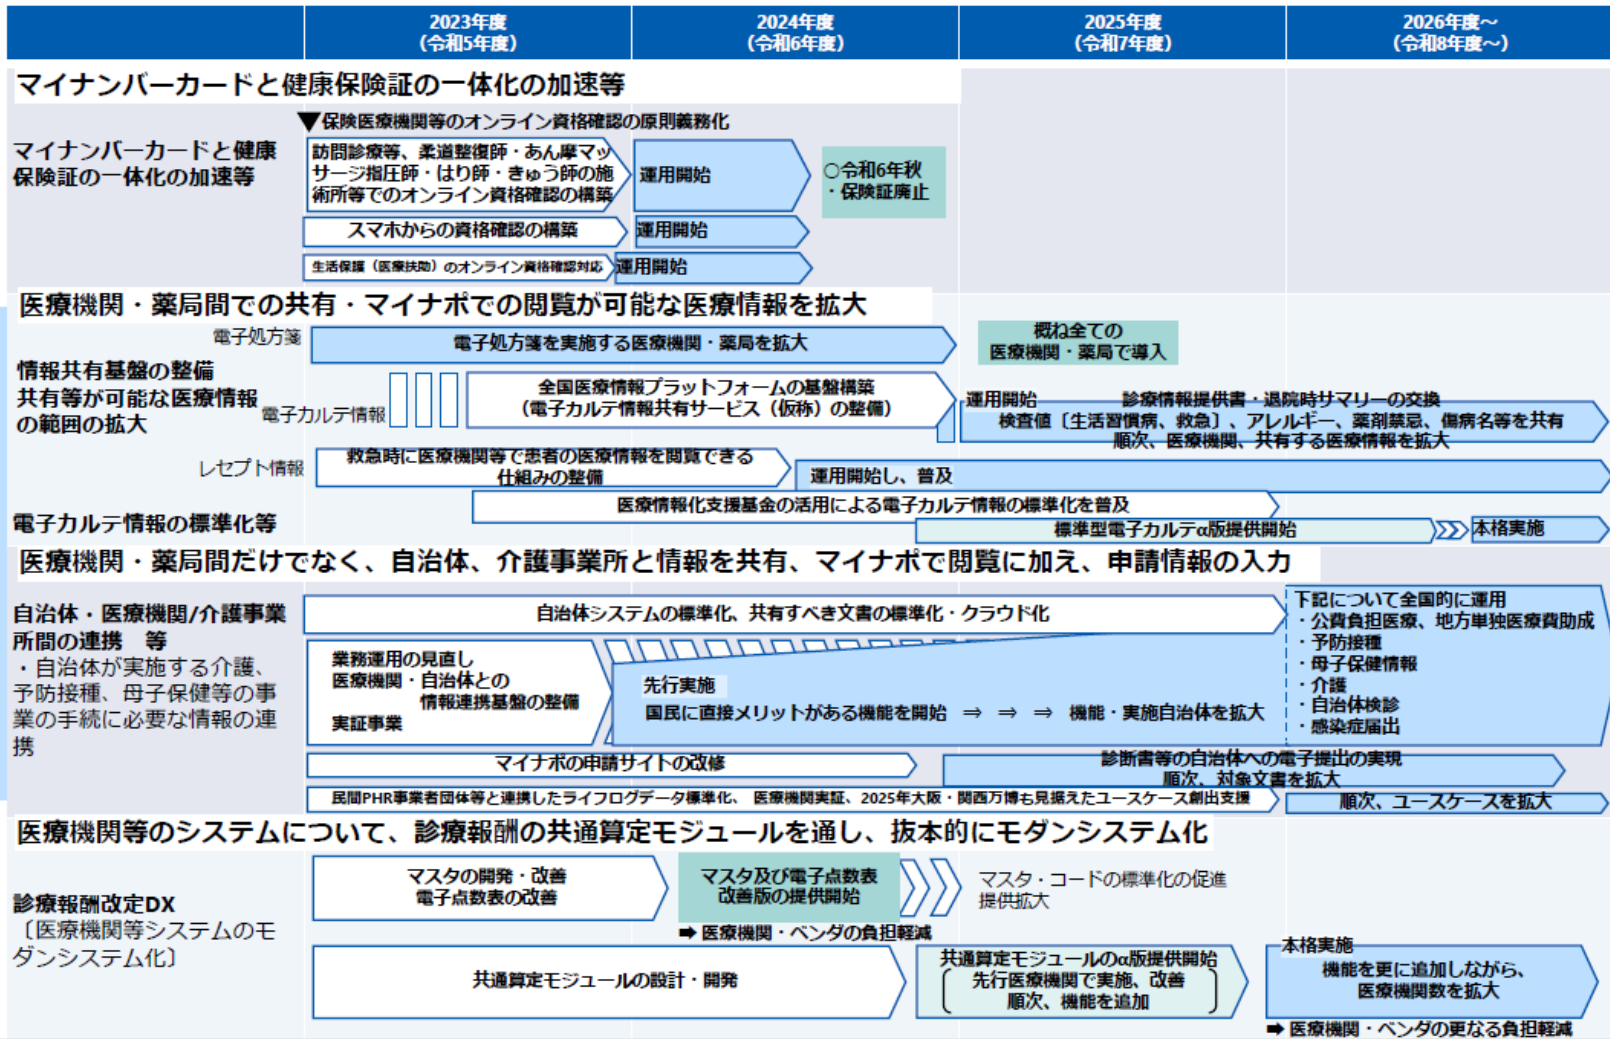 2023年度
(令和5年度)
2024年度
(令和6年度)
2025年度
(令和7年度)
2026年度～
(令和8年度～)
マイナンバーカードと健康保険証の一体化の加速等
マイナンバーカードと健康
保険証の一体化の加速等
▼保険医療機関等のオンライン資格確認の原則義務化
訪問診療等、柔道整復師・あん摩マッ
サージ指圧師・はり師・きゅう師の施
術所等でのオンライン資格確認の構築
運用開始
○令和6年秋
・保険証廃止
スマホからの資格確認の構築
運用開始
生活保護（医療扶助）のオンライン資格確認対応
運用開始
医療機関・薬局間での共有・マイナポでの閲覧が可能な医療情報を拡大
電子処方箋
電子処方箋を実施する医療機関・薬局を拡大
概ね全ての
医療機関・薬局で導入
情報共有基盤の整備
共有等が可能な医療情報
の範囲の拡大
電子カルテ情報
全国医療情報プラットフォームの基盤構築
（電子カルテ情報共有サービス（仮称）の整備）
運用開始
診療情報提供書・退院時サマリーの交換
検査値〔生活習慣病、救急〕、アレルギー、薬剤禁忌、傷病名等を共有
順次、医療機関、共有する医療情報を拡大
レセプト情報
救急時に医療機関等で患者の医療情報を閲覧できる
仕組みの整備
運用開始し、普及
電子カルテ情報の標準化等
医療情報化支援基金の活用による電子カルテ情報の標準化を普及
標準型電子カルテα版提供開始
本格実施
医療機関・薬局間だけでなく、自治体、介護事業所と情報を共有、マイナポで閲覧に加え、申請情報の入力
自治体・医療機関/介護事業
所間の連携　等
・自治体が実施する介護、
予防接種、母子保健等の事
業の手続に必要な情報の連
携
自治体システムの標準化、共有すべき文書の標準化・クラウド化
業務運用の見直し
医療機関・自治体との
情報連携基盤の整備
実証事業
先行実施
国民に直接メリットがある機能を開始　⇒　⇒　⇒　機能・実施自治体を拡大
下記について全国的に運用
・公費負担医療、地方単独医療費助成
・予防接種
・母子保健情報
・介護
・自治体検診
・感染症届出
マイナポの申請サイトの改修
診断書等の自治体への電子提出の実現
順次、対象文書を拡大
民間PHR事業者団体等と連携したライフログデータ標準化、 医療機関実証、2025年大阪・関西万博も見据えたユースケース創出支援
順次、ユースケースを拡大
医療機関等のシステムについて、診療報酬の共通算定モジュールを通し、抜本的にモダンシステム化
診療報酬改定DX
〔医療機関等システムのモ
ダンシステム化〕
マスタの開発・改善
電子点数表の改善
マスタ及び電子点数表
改善版の提供開始
マスタ・コードの標準化の促進
提供拡大
➡ 医療機関・ベンダの負担軽減
共通算定モジュールの設計・開発
共通算定モジュールのα版提供開始
先行医療機関で実施、改善
順次、機能を追加
本格実施
機能を更に追加しながら、
医療機関数を拡大
➡ 医療機関・ベンダの更なる負担軽減